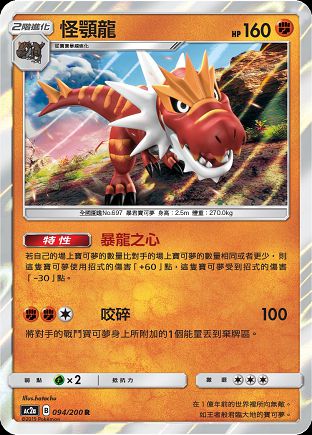 2階進化 怪顎龍 HP 160
從寶寶暴龍進化
全國圖鑑No.697 暴君寶可夢 身高：2.5m 體重：270.0kg
特性 暴龍之心
若自己的場上寶可夢的數量比對手的場上寶可夢的數量相同或者更少，則
這隻寶可夢使用招式的傷害「+60」點，這隻寶可夢受到招式的傷害
「-30」點。
咬碎 100
將對手的戰鬥寶可夢身上所附加的1個能量丟到棄牌區。
弱點 ×2 抵抗力 撤退
Illus.hatachu
AC2a B 094/200 R
©2019 Pokémon
在1億年前的世界裡所向無敵。
如王者般君臨大地的寶可夢。